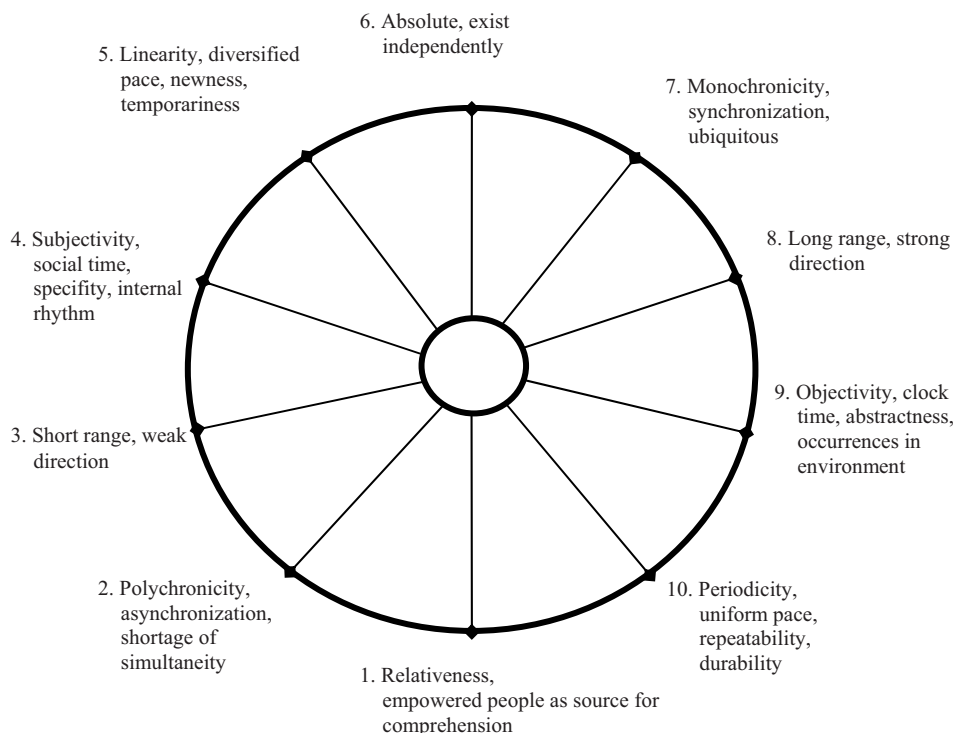 6. Absolute, exist
independently
5. Linearity, diversified
pace, newness,
temporariness
7. Monochronicity,
synchronization,
ubiquitous
4. Subjectivity,
social time,
specifity, internal
rhythm
8. Long range, strong
direction
3. Short range, weak
direction
9. Objectivity, clock
time, abstractness,
occurrences in
environment
2. Polychronicity,
asynchronization,
shortage of
simultaneity
10. Periodicity,
uniform pace,
repeatability,
durability
1. Relativeness,
empowered people as source for
comprehension